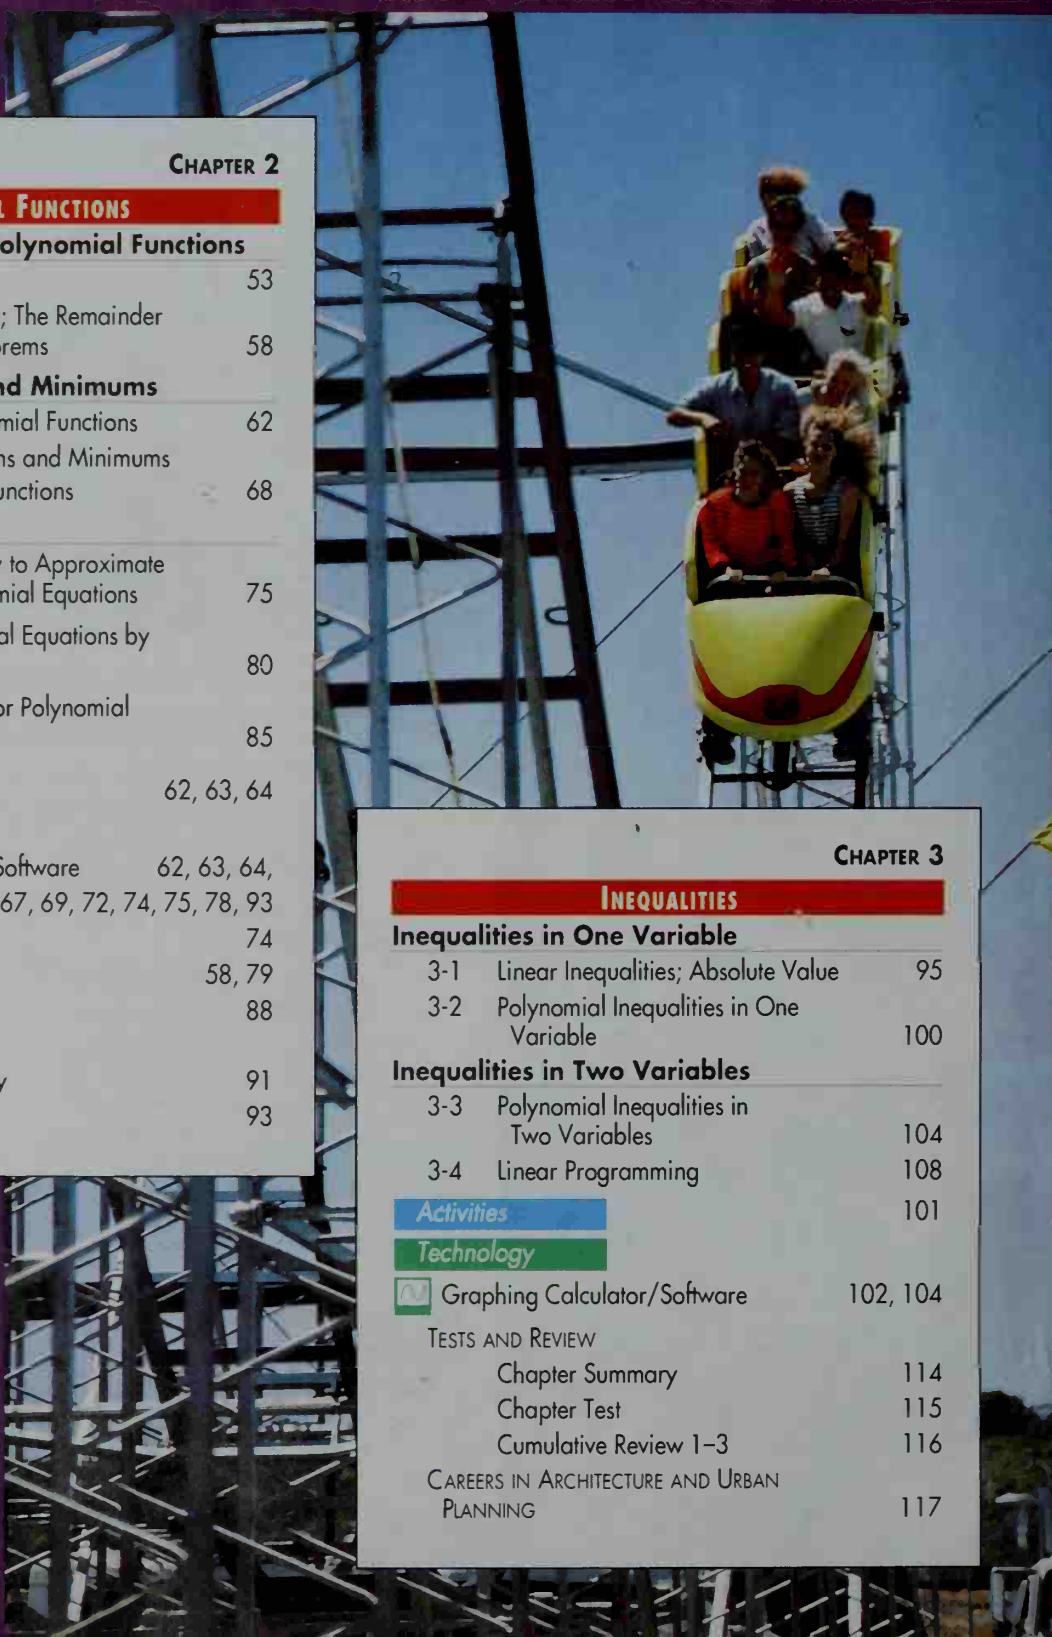 CHAPTER 2
FUNCTIONS
olynomial Functions
53
; The Remainder
orems 58
nd Minimums
mial Functions 62
ns and Minimums
unctions 68
y to Approximate
mial Equations 75
al Equations by
80
or Polynomial
85
62, 63, 64
Software 62, 63, 64,
67, 69, 72, 74, 75, 78, 93
74
58, 79
88
y 91
93
CHAPTER 3
INEQUALITIES
Inequalities in One Variable
3-1 Linear Inequalities; Absolute Value 95
3-2 Polynomial Inequalities in One
Variable 100
Inequalities in Two Variables
3-3 Polynomial Inequalities in
Two Variables 104
3-4 Linear Programming 108
Activities 101
Technology
Graphing Calculator/Software 102, 104
TESTS AND REVIEW
Chapter Summary 114
Chapter Test 115
Cumulative Review 1–3 116
CAREERS IN ARCHITECTURE AND URBAN
PLANNING 117